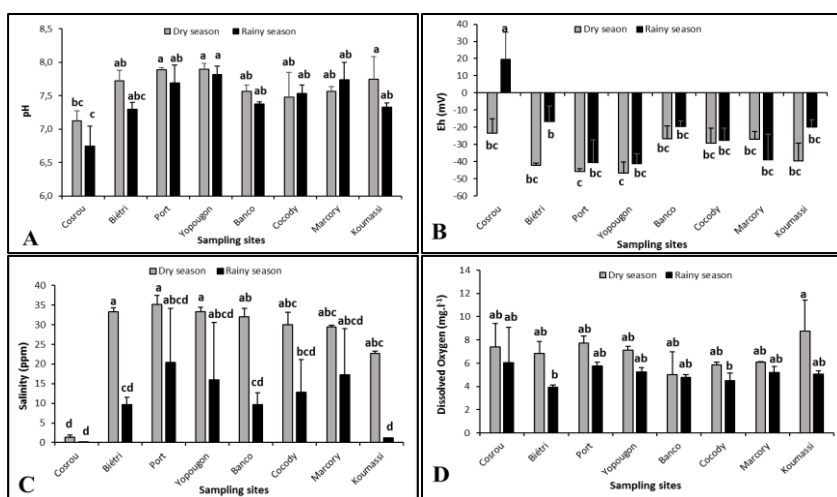 Dry season Rainy season
pH
8,5
8,0
7,5
7,0
6,5
6,0
bc c ab abc a ab a a ab ab ab ab ab ab a ab
Cosrou Biétri Port Yopougon Banco Cocody Marcory Koumassi
Sampling sites
A
Dry season Rainy season
Eh (mV)
40
30
20
10
0
-10
-20
-30
-40
-50
-60
bc a bc b c bc c bc bc bc bc bc bc bc bc bc
Cosrou Biétri Port Yopougon Banco Cocody Marcory Koumassi
Sampling sites
B
Dry season Rainy season
Salinity (ppm)
40
35
30
25
20
15
10
5
0
d d a cd a abcd a abcd ab cd abc bcd abc abcd abc d
Cosrou Biétri Port Yopougon Banco Cocody Marcory Koumassi
Sampling sites
C
Dry season Rainy season
Dissolved Oxygen (mg.l-1)
14
12
10
8
6
4
2
0
ab ab ab b ab ab ab ab ab ab ab b ab ab a ab
Cosrou Biétri Port Yopougon Banco Cocody Marcory Koumassi
Sampling sites
D